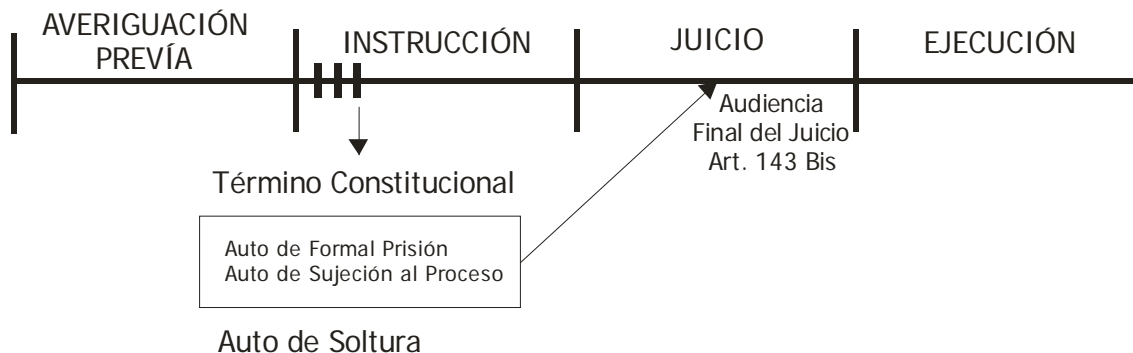 AVERIGUACIÓN
PREVÍA
INSTRUCCIÓN
JUICIO
EJECUCIÓN
Audiencia
Final del Juicio
Art. 143 Bis
Término Constitucional
Auto de Formal Prisión
Auto de Sujeción al Proceso
Auto de Soltura